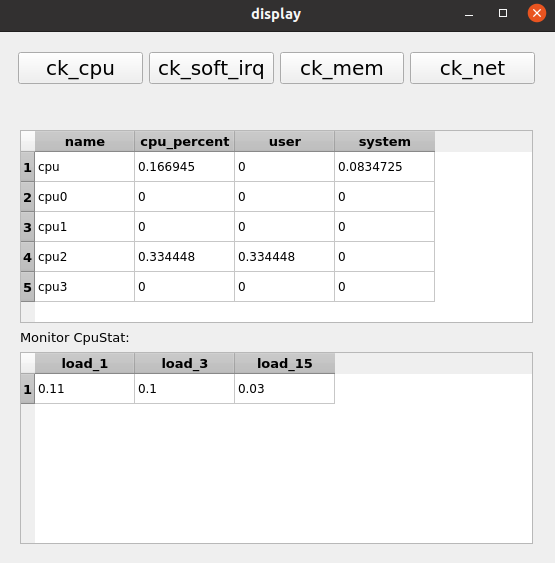 display
ck_cpu ck_soft_irq ck_mem ck_net
name cpu_percent user system
1 cpu 0.166945 0 0.0834725
2 cpu0 0 0 0
3 cpu1 0 0 0
4 cpu2 0.334448 0.334448 0
5 cpu3 0 0 0
Monitor CpuStat:
load_1 load_3 load_15
1 0.11 0.1 0.03